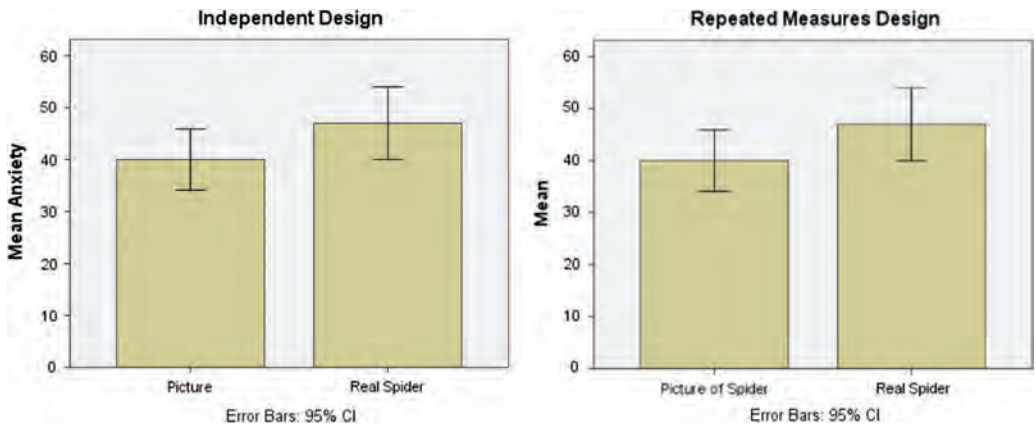 Independent Design
Mean Anxiety
60
50
40
30
20
10
0
Picture Real Spider
Error Bars: 95% CI
Repeated Measures Design
Mean
60
50
40
30
20
10
0
Picture of Spider Real Spider
Error Bars: 95% CI